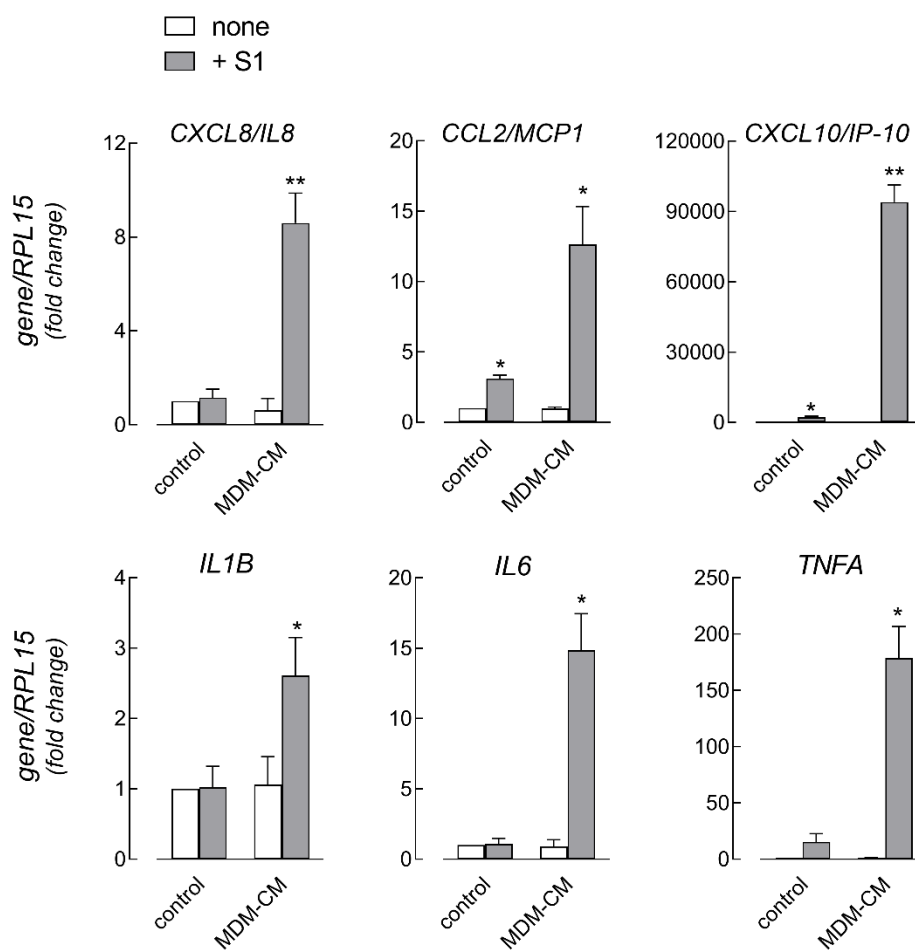 none
+ S1
CXCL8/IL8
CCL2/MCP1
CXCL10/IP-10
gene/RPL15
(fold change)
12
8
4
0
**
control
MDM-CM
20
15
10
5
0
*
*
control
MDM-CM
120000
90000
60000
30000
0
*
**
control
MDM-CM
IL1B
IL6
TNFA
gene/RPL15
(fold change)
4
3
2
1
0
*
control
MDM-CM
20
15
10
5
0
*
control
MDM-CM
250
200
150
100
50
0
*
control
MDM-CM